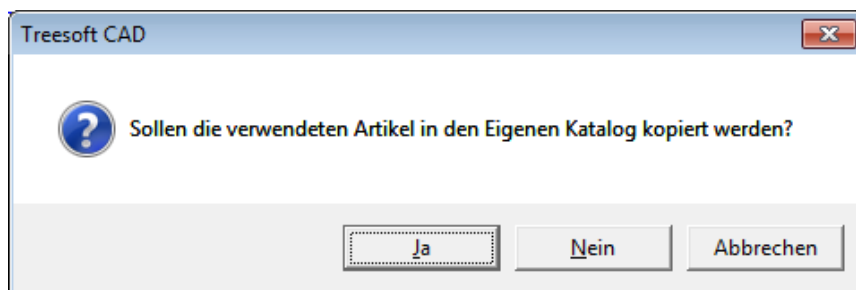 Treesoft CAD
Sollen die verwendeten Artikel in den Eigenen Katalog kopiert werden?
Ja
Nein
Abbrechen